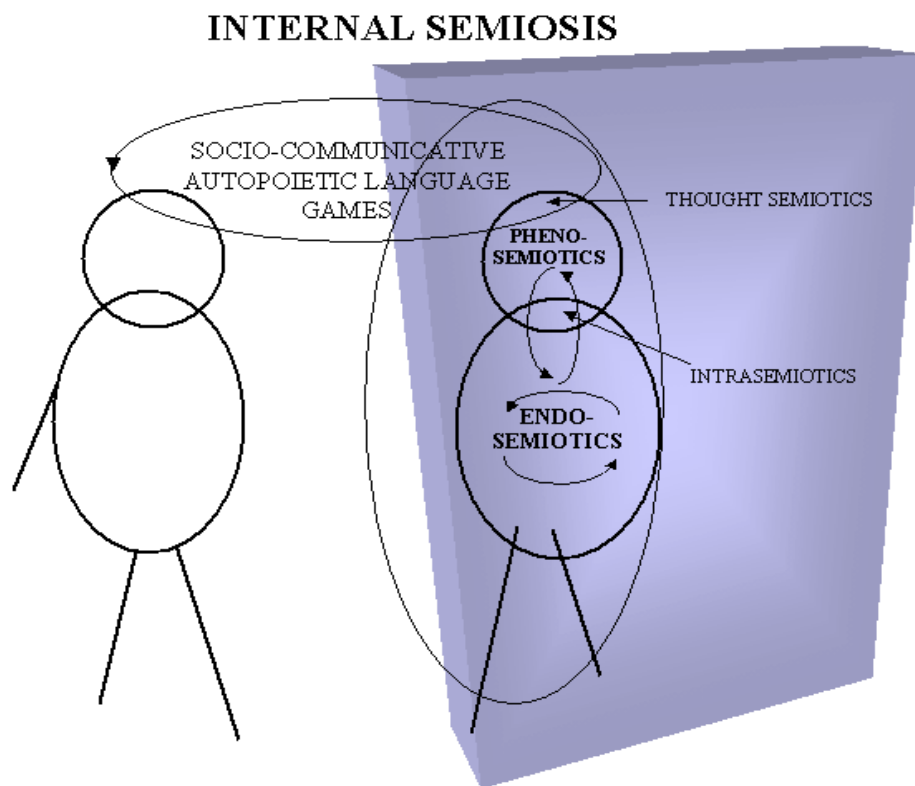 INTERNAL SEMIOSIS
SOCIO-COMMUNICATIVE
AUTOPOIETIC LANGUAGE
GAMES
THOUGHT SEMIOTICS
PHENO-
SEMIOTICS
INTRASEMIOTICS
ENDO-
SEMIOTICS